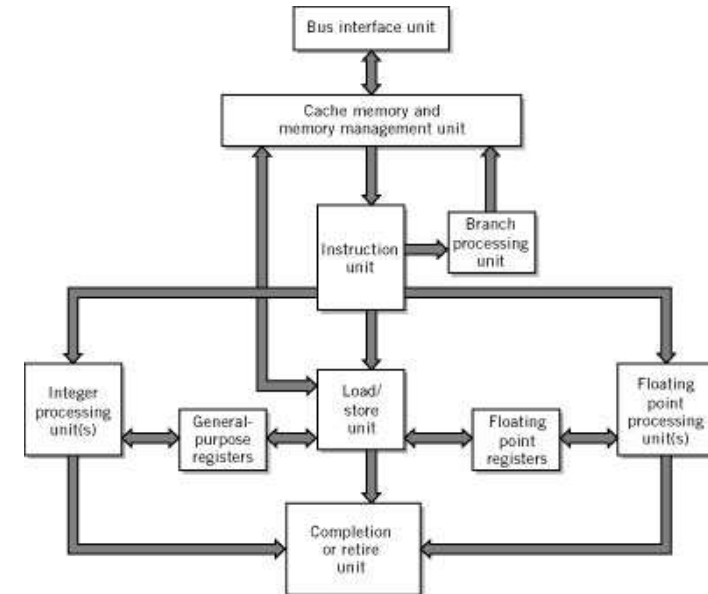 Bus interface unit
Cache memory and
memory management unit
Instruction
unit
Branch
processing
unit
Integer
processing
unit(s)
General-
purpose
registers
Load/
store
unit
Floating
point
registers
Floating
point
processing
unit(s)
Completion
or retire
unit